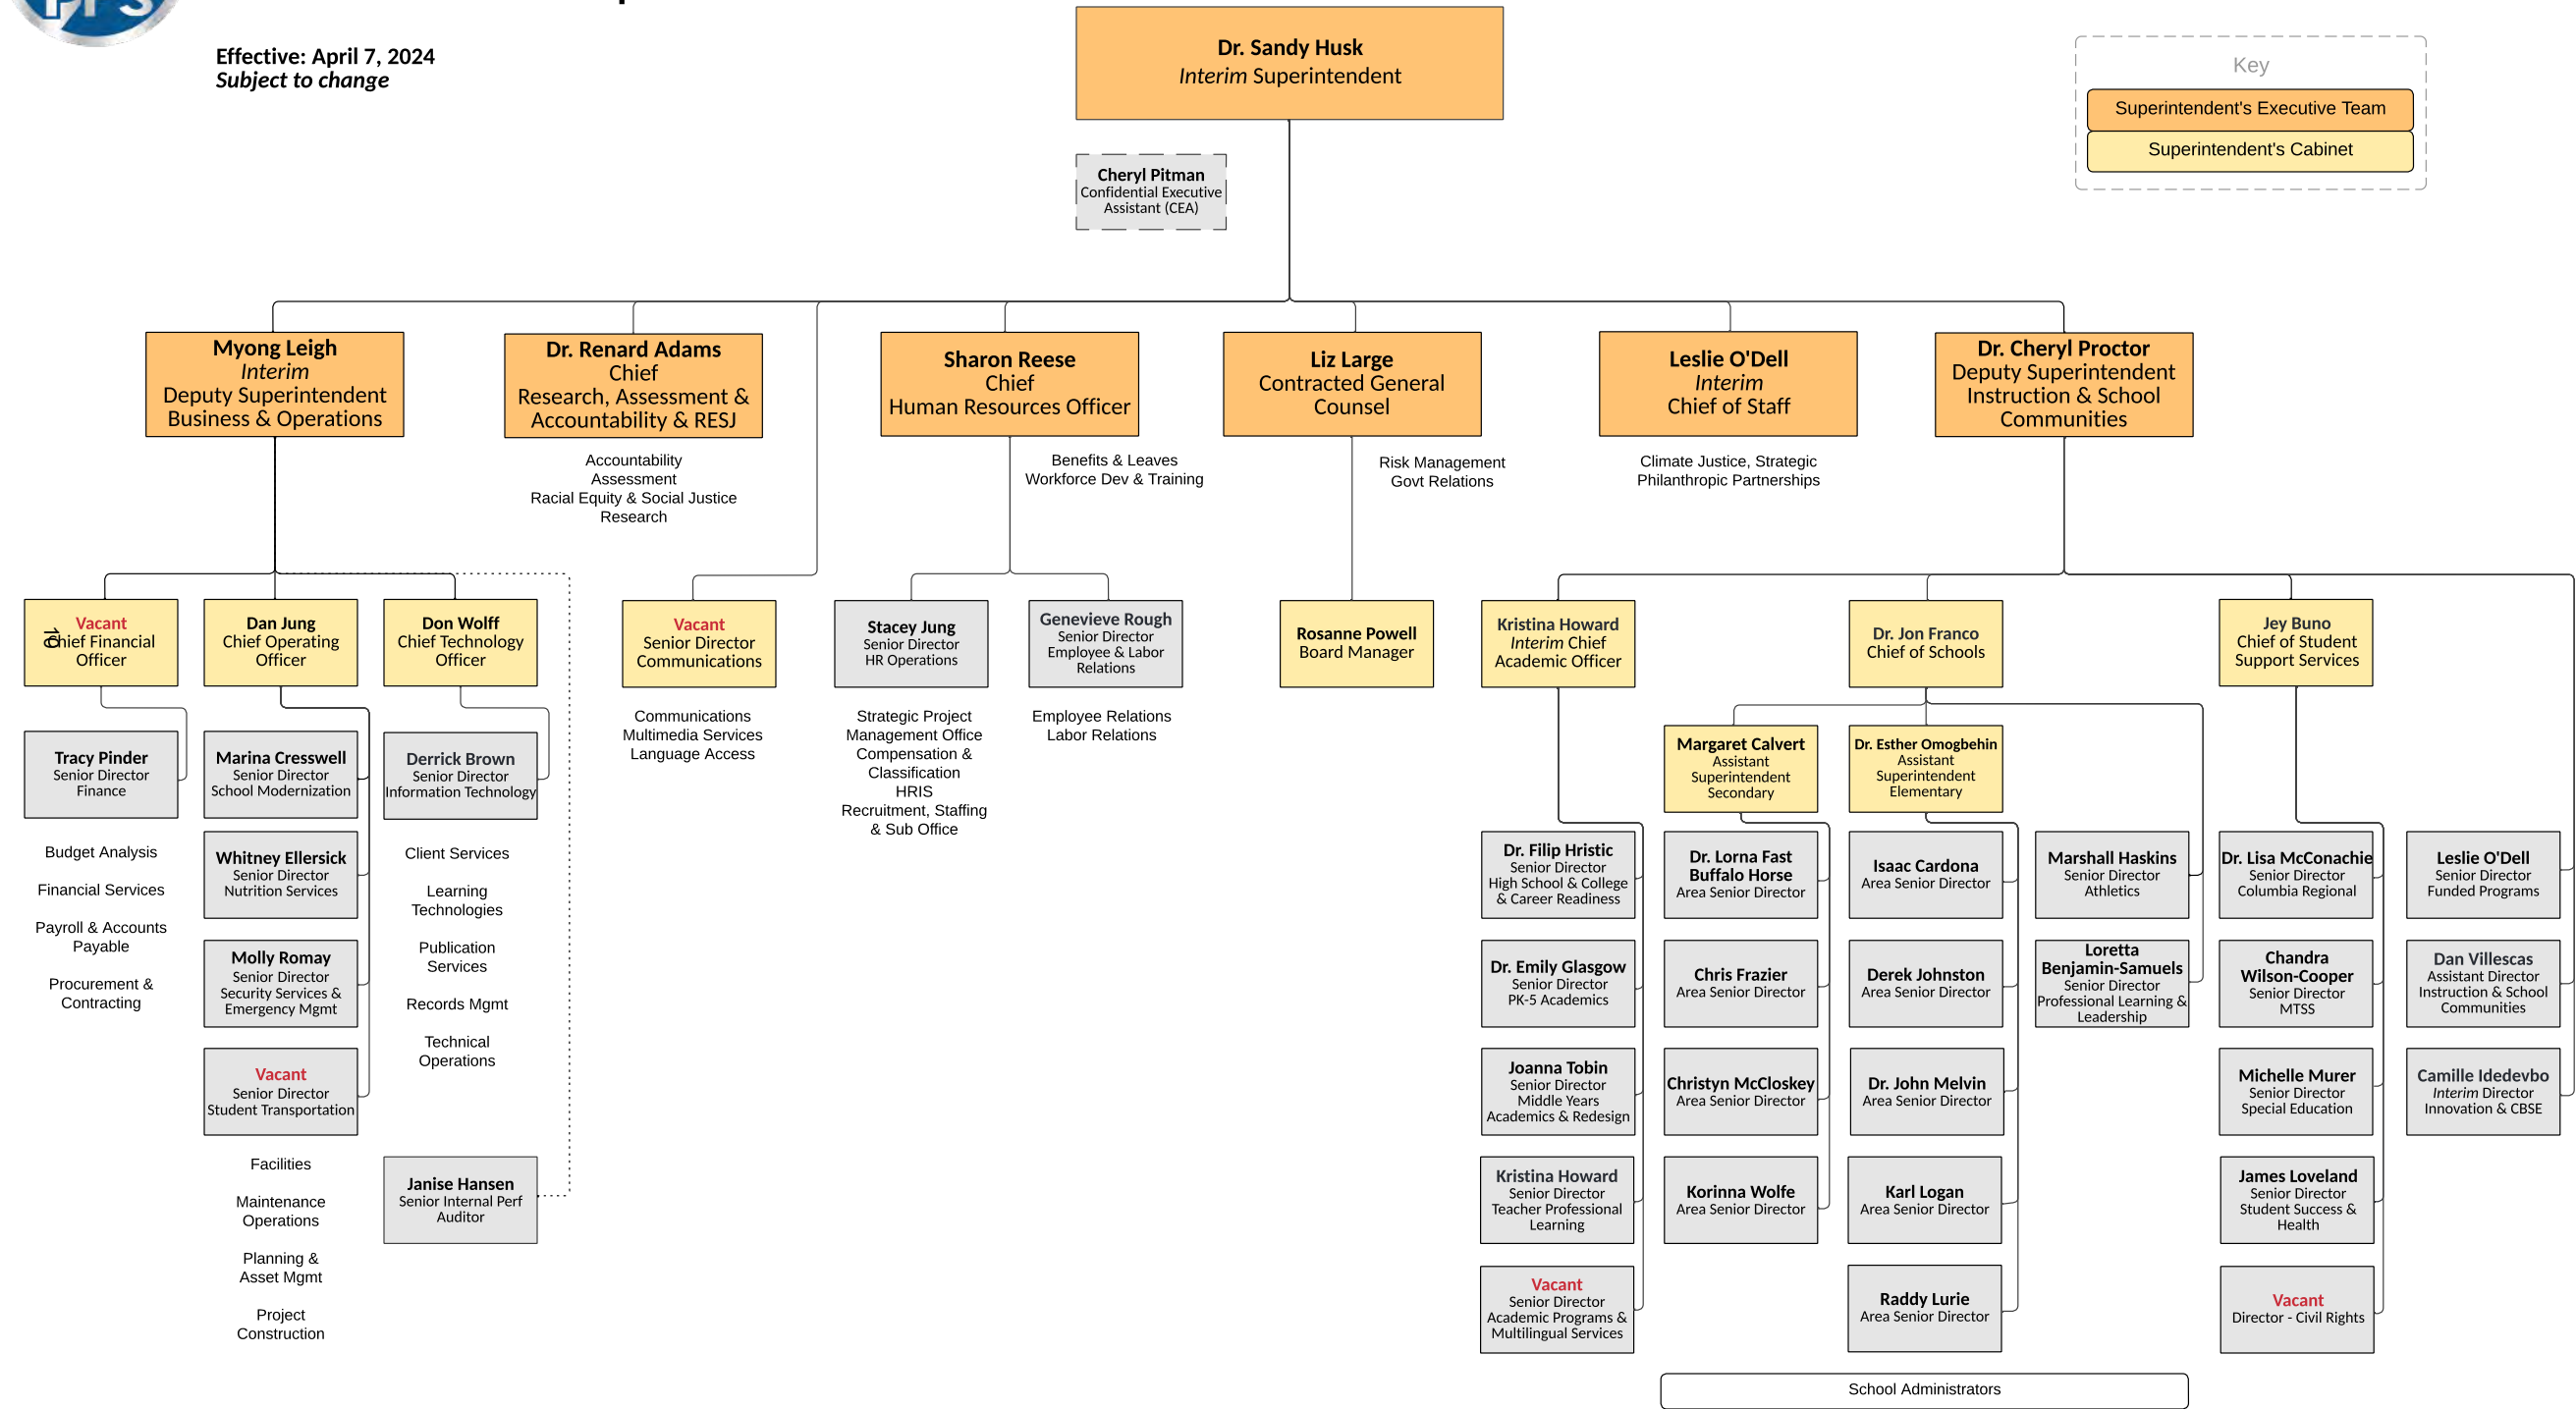 PPS
Effective: April 7, 2024
Subject to change
Dr. Sandy Husk
Interim Superintendent
Key
Superintendent's Executive Team
Superintendent's Cabinet
Cheryl Pitman
Confidential Executive
Assistant (CEA)
Myong Leigh
Interim
Deputy Superintendent
Business & Operations
Dr. Renard Adams
Chief
Research, Assessment &
Accountability & RESJ
Sharon Reese
Chief
Human Resources Officer
Liz Large
Contracted General
Counsel
Leslie O'Dell
Interim
Chief of Staff
Dr. Cheryl Proctor
Deputy Superintendent
Instruction & School
Communities
Accountability
Assessment
Racial Equity & Social Justice
Research
Benefits & Leaves
Workforce Dev & Training
Risk Management
Govt Relations
Climate Justice, Strategic
Philanthropic Partnerships
10
Vacant
Chief Financial
Officer
Dan Jung
Chief Operating
Officer
Don Wolff
Chief Technology
Officer
Vacant
Senior Director
Communications
Stacey Jung
Senior Director
HR Operations
Genevieve Rough
Senior Director
Employee & Labor
Relations
Rosanne Powell
Board Manager
Kristina Howard
Interim Chief
Academic Officer
Dr. Jon Franco
Chief of Schools
Jey Buno
Chief of Student
Support Services
Communications
Multimedia Services
Language Access
Strategic Project
Management Office
Compensation &
Classification
HRIS
Recruitment, Staffing
& Sub Office
Employee Relations
Labor Relations
Tracy Pinder
Senior Director
Finance
Budget Analysis
Financial Services
Payroll & Accounts
Payable
Procurement &
Contracting
Marina Cresswell
Senior Director
School Modernization
Whitney Ellersick
Senior Director
Nutrition Services
Molly Romay
Senior Director
Security Services &
Emergency Mgmt
Vacant
Senior Director
Student Transportation
Facilities
Maintenance
Operations
Planning &
Asset Mgmt
Project
Construction
Derrick Brown
Senior Director
Information Technology
Client Services
Learning
Technologies
Publication
Services
Records Mgmt
Technical
Operations
Janise Hansen
Senior Internal Perf
Auditor
Margaret Calvert
Assistant
Superintendent
Secondary
Dr. Esther Omogbehin
Assistant
Superintendent
Elementary
Dr. Filip Hristic
Senior Director
High School & College
& Career Readiness
Dr. Emily Glasgow
Senior Director
PK-5 Academics
Joanna Tobin
Senior Director
Middle Years
Academics & Redesign
Kristina Howard
Senior Director
Teacher Professional
Learning
Vacant
Senior Director
Academic Programs &
Multilingual Services
Dr. Lorna Fast
Buffalo Horse
Area Senior Director
Chris Frazier
Area Senior Director
Christyn McCloskey
Area Senior Director
Korinna Wolfe
Area Senior Director
Isaac Cardona
Area Senior Director
Derek Johnston
Area Senior Director
Dr. John Melvin
Area Senior Director
Karl Logan
Area Senior Director
Raddy Lurie
Area Senior Director
Marshall Haskins
Senior Director
Athletics
Loretta
Benjamin-Samuels
Senior Director
Professional Learning &
Leadership
Dr. Lisa McConachie
Senior Director
Columbia Regional
Chandra
Wilson-Cooper
Senior Director
MTSS
Michelle Murer
Senior Director
Special Education
James Loveland
Senior Director
Student Success &
Health
Vacant
Director - Civil Rights
Leslie O'Dell
Senior Director
Funded Programs
Dan Villescas
Assistant Director
Instruction & School
Communities
Camille Idedevbo
Interim Director
Innovation & CBSE
School Administrators